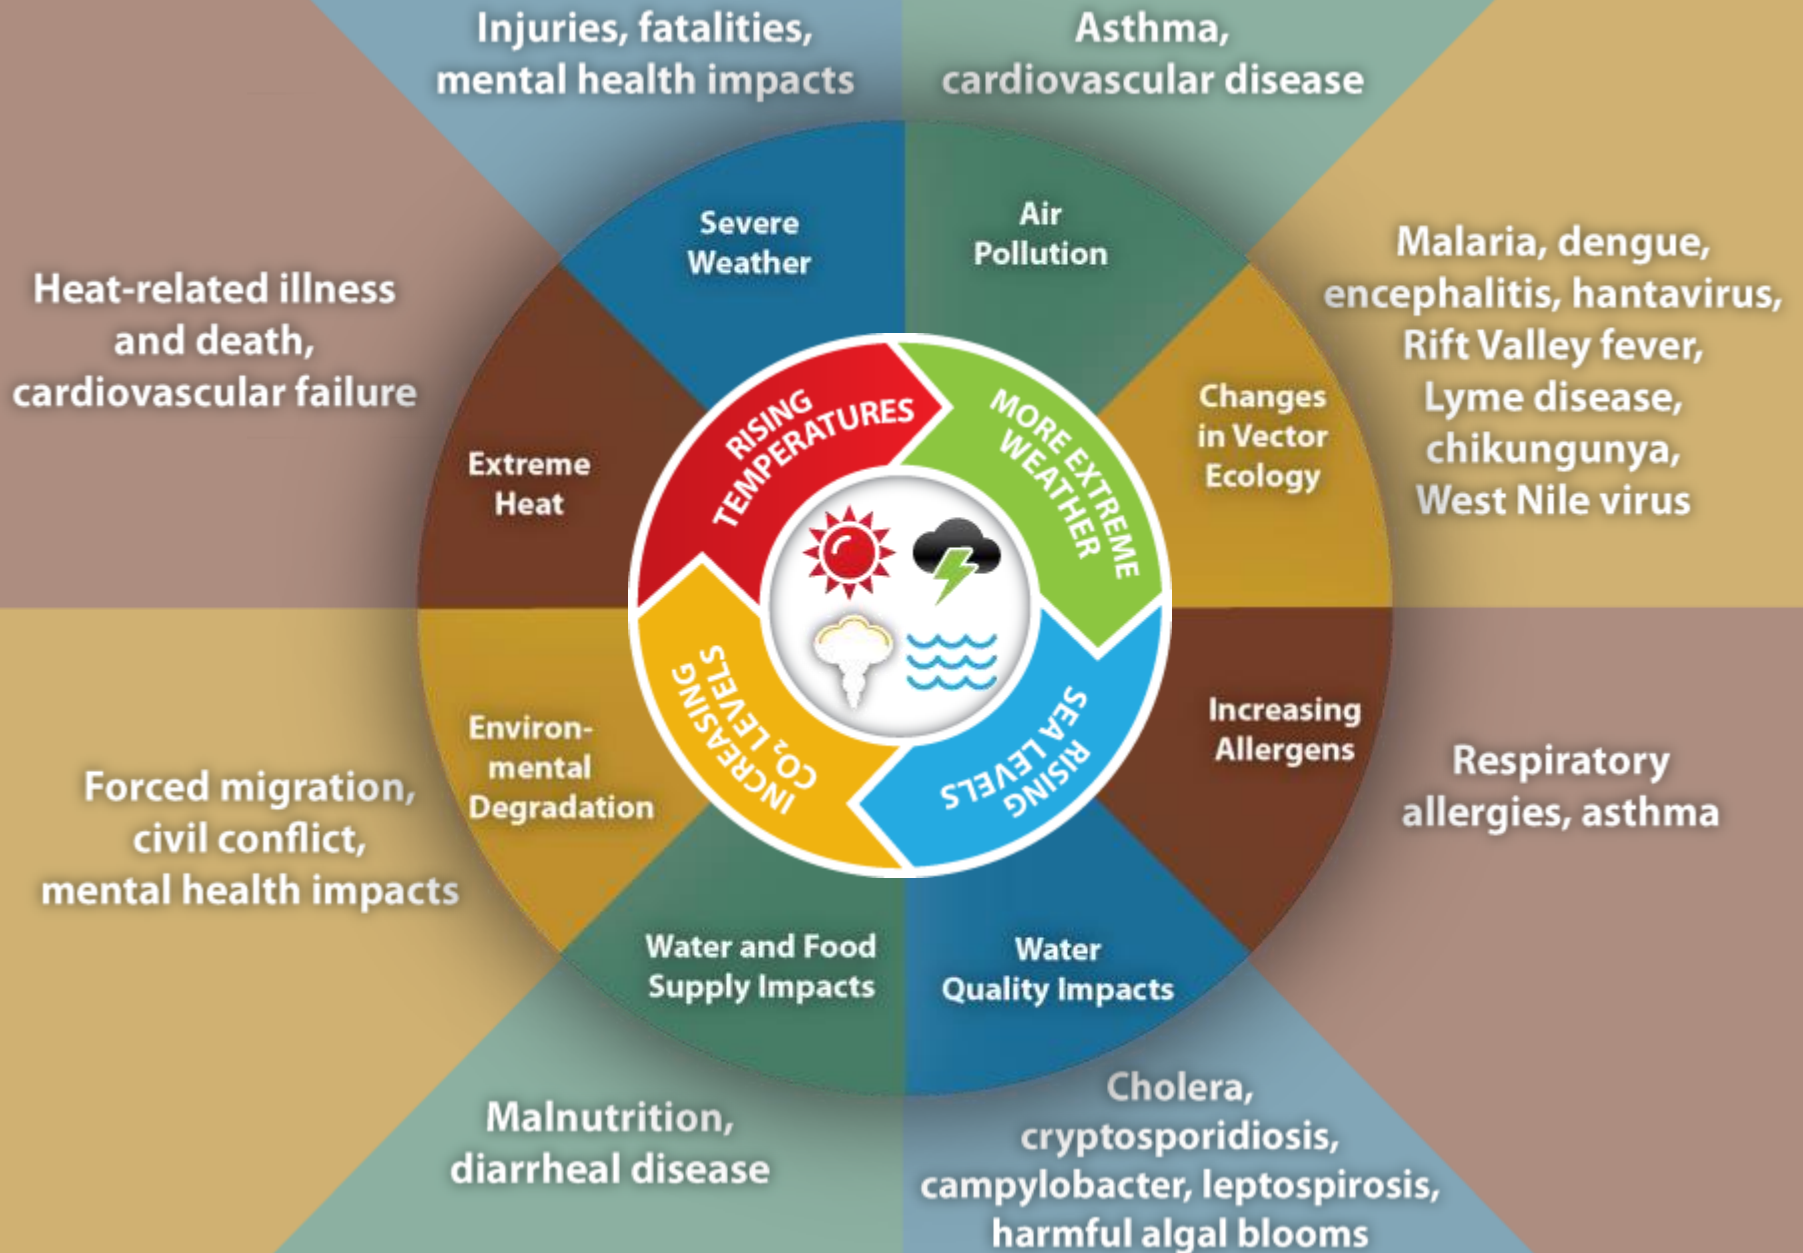 Injuries, fatalities,
mental health impacts
Asthma,
cardiovascular disease
Severe
Weather
Air
Pollution
Malaria, dengue,
encephalitis, hantavirus,
Rift Valley fever,
Lyme disease,
chikungunya,
West Nile virus
Heat-related illness
and death,
cardiovascular failure
Extreme
Heat
Changes
in Vector
Ecology
RISING
TEMPERATURES
MORE EXTREME
WEATHER
INCREASING
CO₂ LEVELS
RISING
SEA LEVELS
Environ-
mental
Degradation
Increasing
Allergens
Forced migration,
civil conflict,
mental health impacts
Respiratory
allergies, asthma
Water and Food
Supply Impacts
Water
Quality Impacts
Malnutrition,
diarrheal disease
Cholera,
cryptosporidiosis,
campylobacter, leptospirosis,
harmful algal blooms